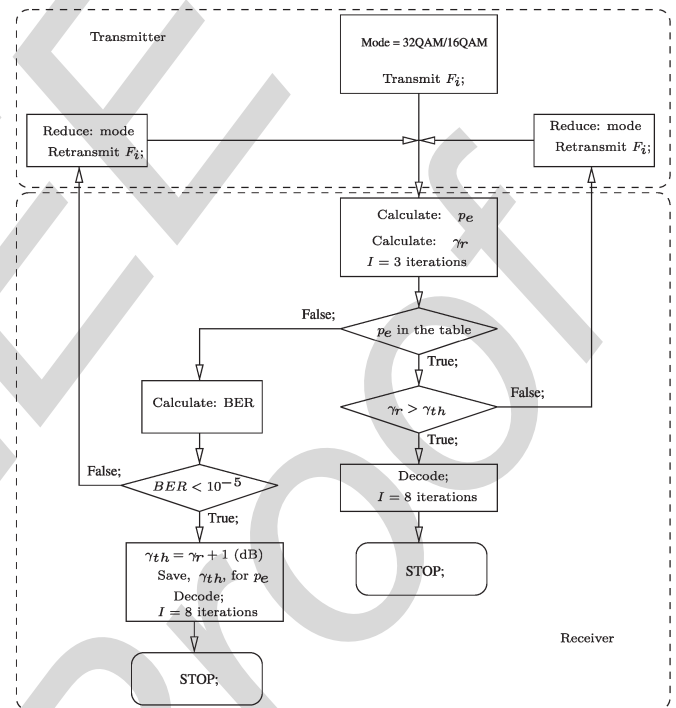 Transmitter
Mode = 32QAM/16QAM
Transmit F_i;
Reduce: mode
Retransmit F_i;
Reduce: mode
Retransmit F_i;
Calculate: p_e
Calculate: γ_r
I = 3 iterations
False;
p_e in the table
True;
Calculate: BER
γ_r > γ_th
False;
True;
False;
BER < 10^−5
Decode;
I = 8 iterations
True;
γ_th = γ_r + 1 (dB)
Save, γ_th, for p_e
Decode;
I = 8 iterations
STOP;
Receiver
STOP;
Proof